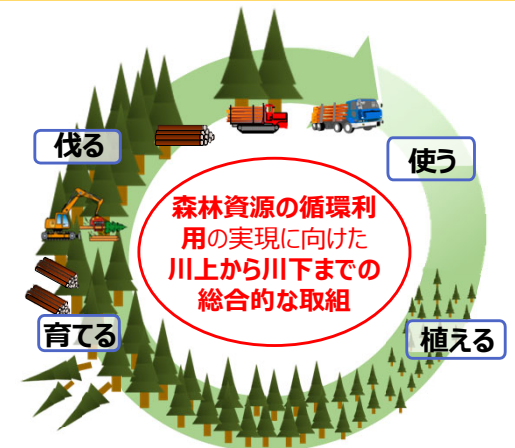 伐る
使う
森林資源の循環利
用の実現に向けた
川上から川下までの
総合的な取組
育てる
植える